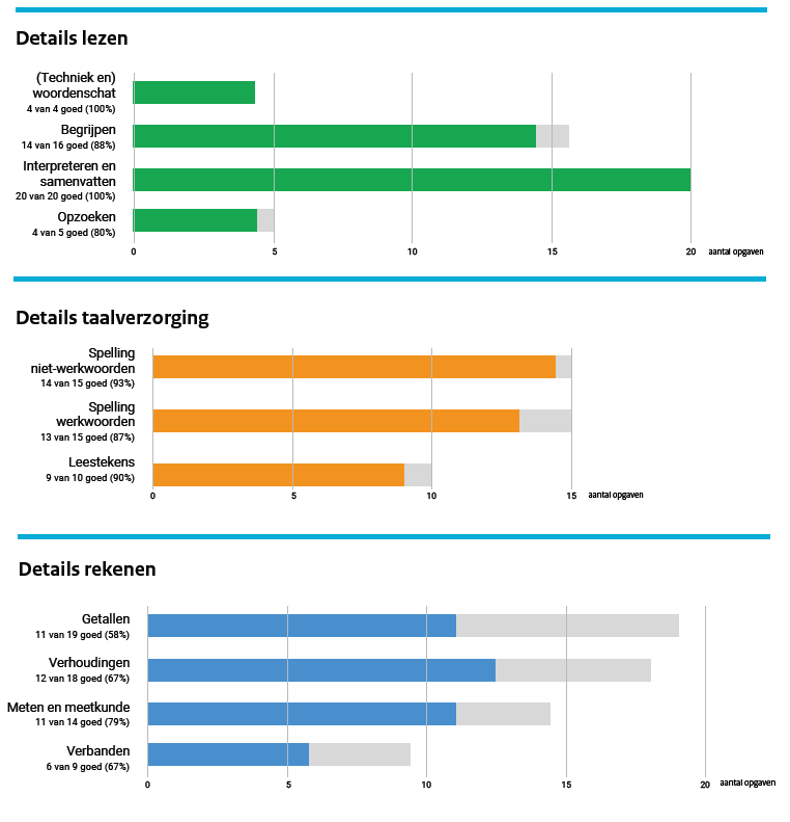 Details lezen
(Techniek en)
woordenschat
4 van 4 goed (100%)
Begrijpen
14 van 16 goed (88%)
Interpreteren en
samenvatten
20 van 20 goed (100%)
Opzoeken
4 van 5 goed (80%)
0 5 10 15 20 aantal opgaven
Details taalverzorging
Spelling
niet-werkwoorden
14 van 15 goed (93%)
Spelling
werkwoorden
13 van 15 goed (87%)
Leestekens
9 van 10 goed (90%)
0 5 10 15 aantal opgaven
Details rekenen
Getallen
11 van 19 goed (58%)
Verhoudingen
12 van 18 goed (67%)
Meten en meetkunde
11 van 14 goed (79%)
Verbanden
6 van 9 goed (67%)
0 5 10 15 20 aantal opgaven